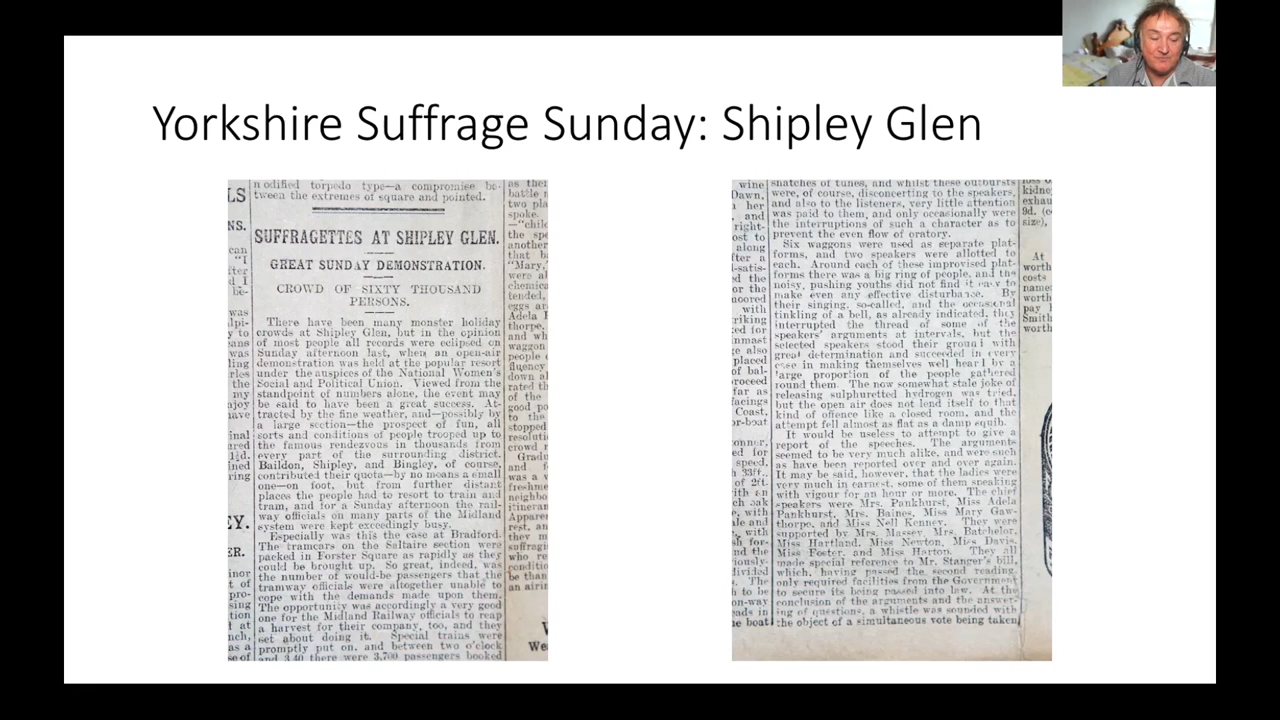 Yorkshire Suffrage Sunday: Shipley Glen
n odified torpedo type—a compromise be-
tween the extremes of square and pointed.
SUFFRAGETTES AT SHIPLEY GLEN.
GREAT SUNDAY DEMONSTRATION.
CROWD OF SIXTY THOUSAND
PERSONS.
There have been many monster holiday
crowds at Shipley Glen, but in the opinion
of most people all records were eclipsed on
Sunday afternoon last, when an open-air
demonstration was held at the popular resort
under the auspices of the National Women's
Social and Political Union. Viewed from the
standpoint of numbers alone, the event may
be said to have been a great success. At-
tracted by the fine weather, and—possibly by
a large section—the prospect of fun, all
sorts and conditions of people trooped up to
the famous rendezvous in thousands from
every part of the surrounding district.
Baildon, Shipley, and Bingley, of course,
contributed their quota—by no means a small
one—on foot, but from further distant
places the people had to resort to train and
tram, and for a Sunday afternoon the rail-
way officials on many parts of the Midland
system were kept exceedingly busy.
Especially was this the case at Bradford.
The tramcars on the Saltaire section were
packed in Forster Square as rapidly as they
could be brought up. So great, indeed, was
the number of would-be passengers that the
tramway officials were altogether unable to
cope with the demands made upon them.
The opportunity was accordingly a very good
one for the Midland Railway officials to reap
a harvest for their company, too, and they
set about doing it. Special trains were
promptly put on, and between two o'clock
and 3.40 there were 3,700 passengers booked
snatches of tunes, and whilst these outbursts
were, of course, disconcerting to the speakers,
and also to the listeners, very little attention
was paid to them, and only occasionally were
the interruptions of such a character as to
prevent the even flow of oratory.
Six waggons were used as separate plat-
forms, and two speakers were allotted to
each. Around each of these improvised plat-
forms there was a big ring of people, and the
noisy, pushing youths did not find it easy to
make even any effective disturbance. By
their singing, so-called, and the occasional
tinkling of a bell, as already indicated, they
interrupted the thread of some of the
speakers' arguments at intervals, but the
selected speakers stood their ground with
great determination and succeeded in every
case in making themselves well heard by a
large proportion of the people gathered
round them. The now somewhat stale joke of
releasing sulphuretted hydrogen was tried,
but the open air does not lend itself to that
kind of offence like a closed room, and the
attempt fell almost as flat as a damp squib.
It would be useless to attempt to give a
report of the speeches. The arguments
seemed to be very much alike, and were such
as have been reported over and over again.
It may be said, however, that the ladies were
very much in earnest, some of them speaking
with vigour for an hour or more. The chief
speakers were Mrs. Pankhurst, Miss Adela
Pankhurst, Mrs. Baines, Miss Mary Gaw-
thorpe, and Miss Nell Kenney. They were
supported by Mrs. Massey, Mrs. Batchelor,
Miss Hartland, Miss Newton, Miss Davis,
Miss Foster, and Miss Harton. They all
made special reference to Mr. Stanger's bill,
which, having passed the second reading,
only required facilities from the Government
to secure its being passed into law. At the
conclusion of the arguments and the answer-
ing of questions, a whistle was sounded with
the object of a simultaneous vote being taken